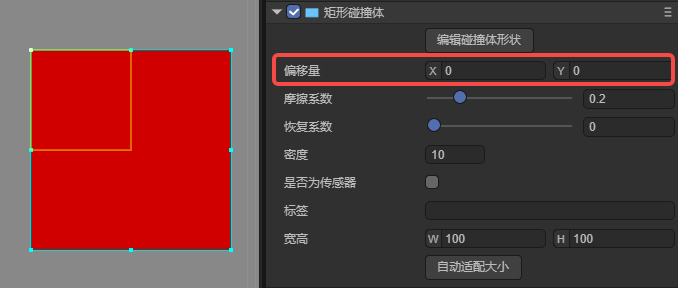 矩形碰撞体
编辑碰撞体形状
偏移量 X 0 Y 0
摩擦系数 0.2
恢复系数 0
密度 10
是否为传感器
标签
宽高 W 100 H 100
自动适配大小